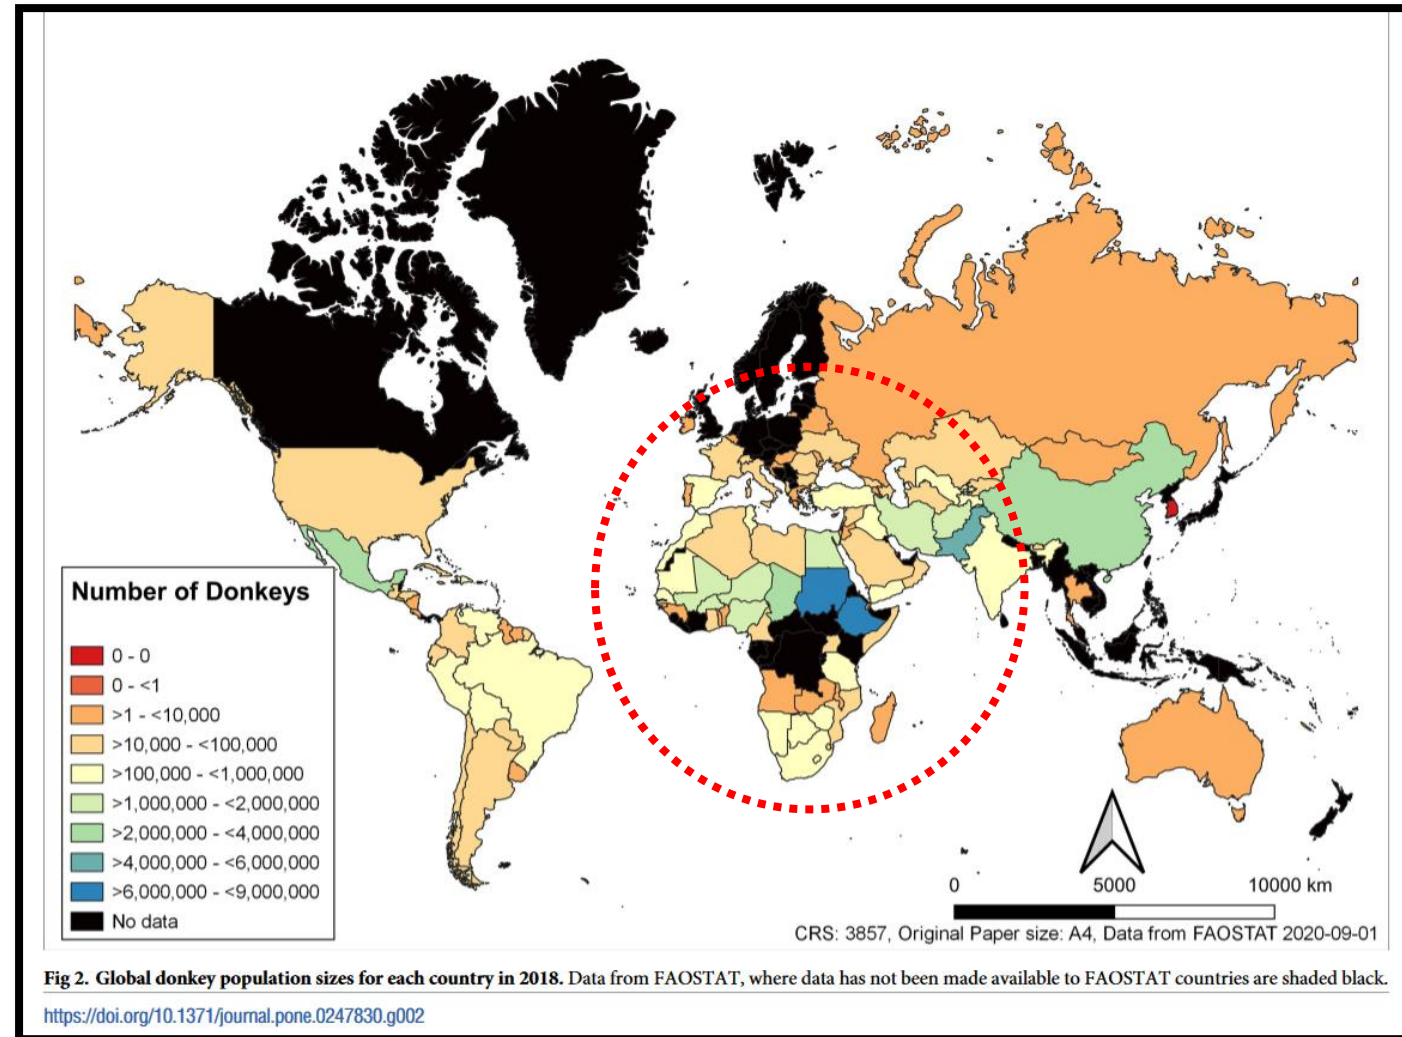 Number of Donkeys
0 - 0
0 - <1
>1 - <10,000
>10,000 - <100,000
>100,000 - <1,000,000
>1,000,000 - <2,000,000
>2,000,000 - <4,000,000
>4,000,000 - <6,000,000
>6,000,000 - <9,000,000
No data
0 5000 10000 km
CRS: 3857, Original Paper size: A4, Data from FAOSTAT 2020-09-01
Fig 2. Global donkey population sizes for each country in 2018. Data from FAOSTAT, where data has not been made available to FAOSTAT countries are shaded black.
https://doi.org/10.1371/journal.pone.0247830.g002